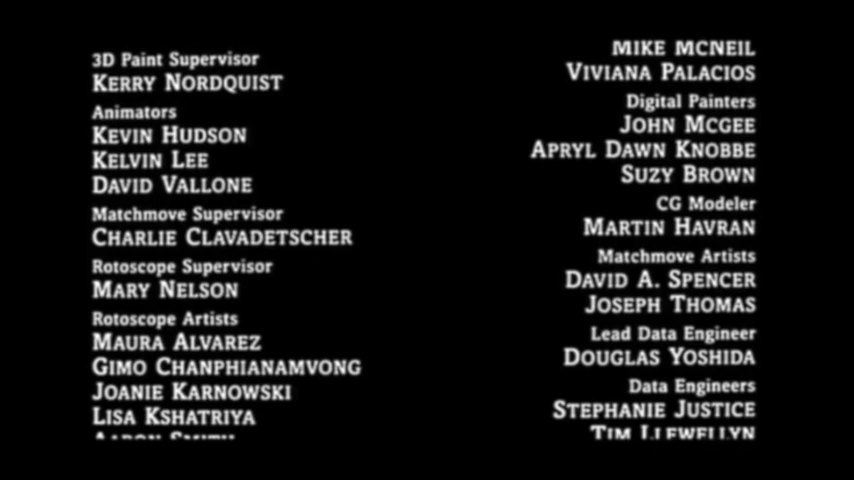 3D Paint Supervisor
KERRY NORDQUIST
Animators
KEVIN HUDSON
KELVIN LEE
DAVID VALLONE
Matchmove Supervisor
CHARLIE CLAVADETSCHER
Rotoscope Supervisor
MARY NELSON
Rotoscope Artists
MAURA ALVAREZ
GIMO CHANPHIANAMVONG
JOANIE KARNOWSKI
LISA KSHATRIYA
AARON SMITH
MIKE MCNEIL
VIVIANA PALACIOS
Digital Painters
JOHN MCGEE
APRYL DAWN KNOBBE
SUZY BROWN
CG Modeler
MARTIN HAVRAN
Matchmove Artists
DAVID A. SPENCER
JOSEPH THOMAS
Lead Data Engineer
DOUGLAS YOSHIDA
Data Engineers
STEPHANIE JUSTICE
TIM LLEWELLYN